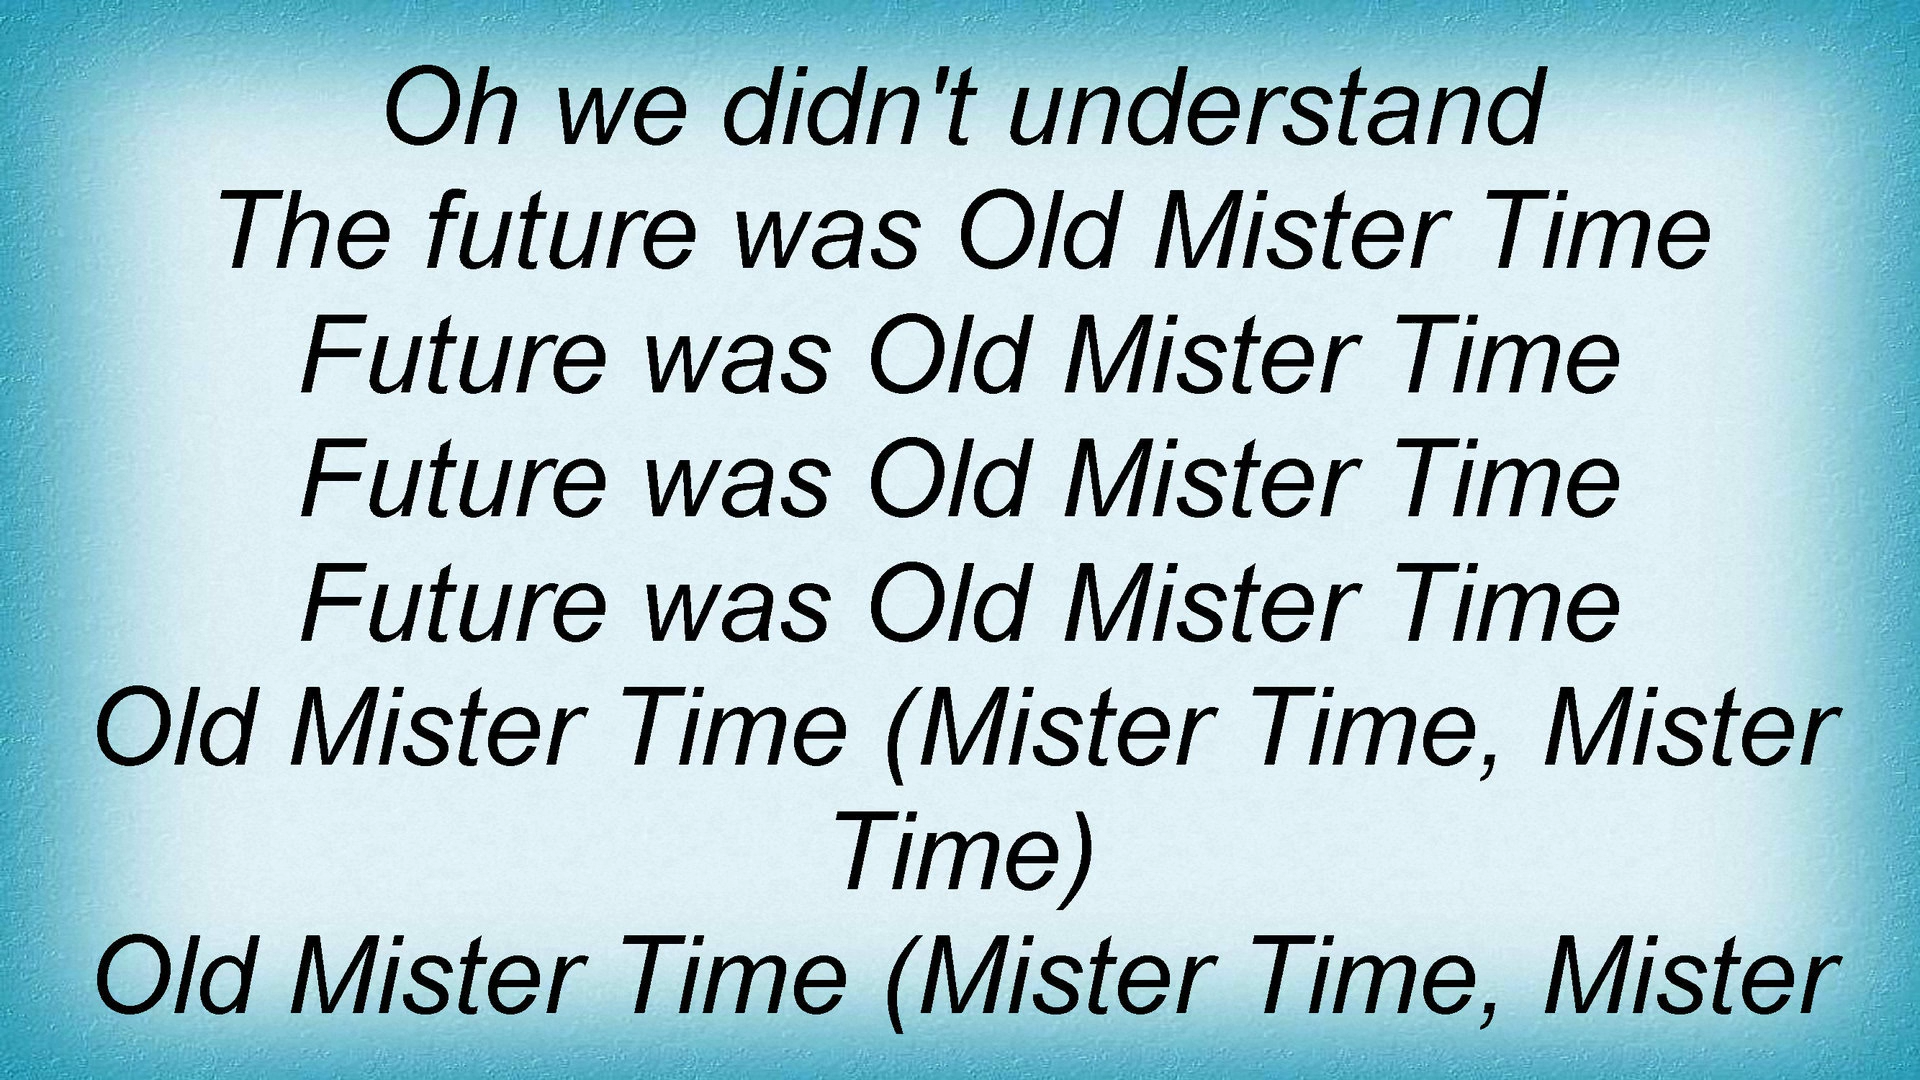 Oh we didn't understand
The future was Old Mister Time
Future was Old Mister Time
Future was Old Mister Time
Future was Old Mister Time
Old Mister Time (Mister Time, Mister
Time)
Old Mister Time (Mister Time, Mister